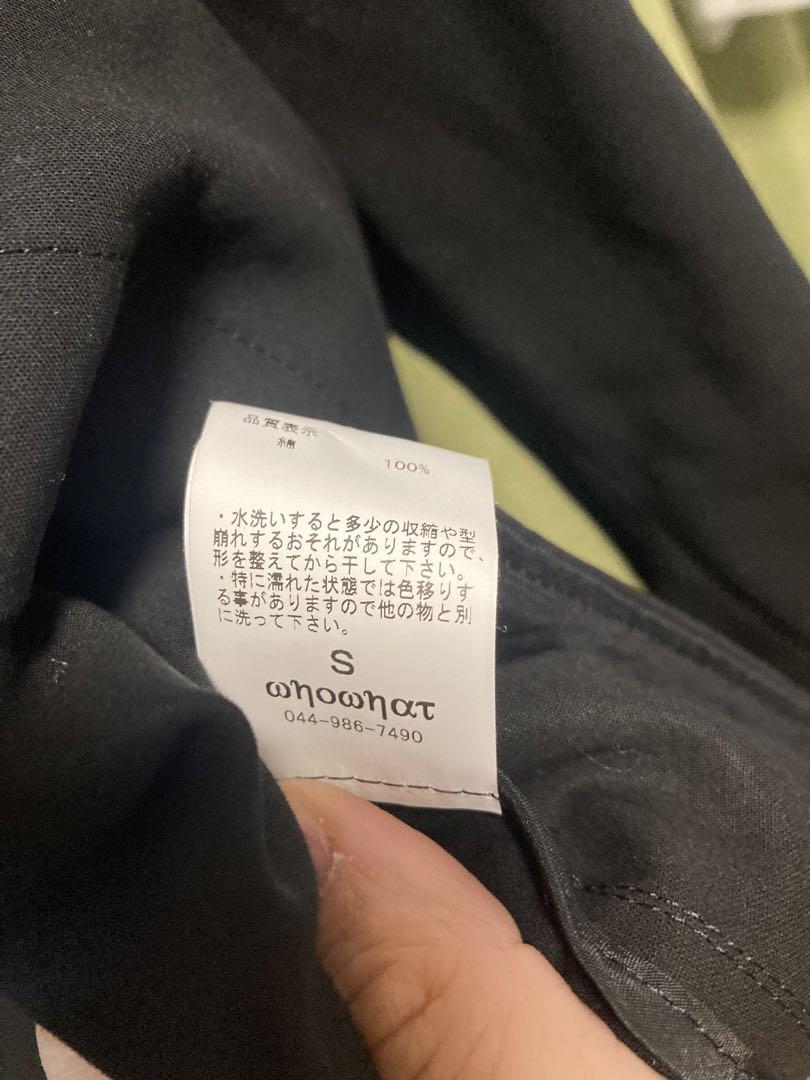 品質表示
綿 100%
・水洗いすると多少の収縮や型
崩れするおそれがありますので、
形を整えてから干して下さい。
・特に濡れた状態では色移りす
る事がありますので他の物と別
に洗って下さい。
S
ωηοωηατ
044-986-7490